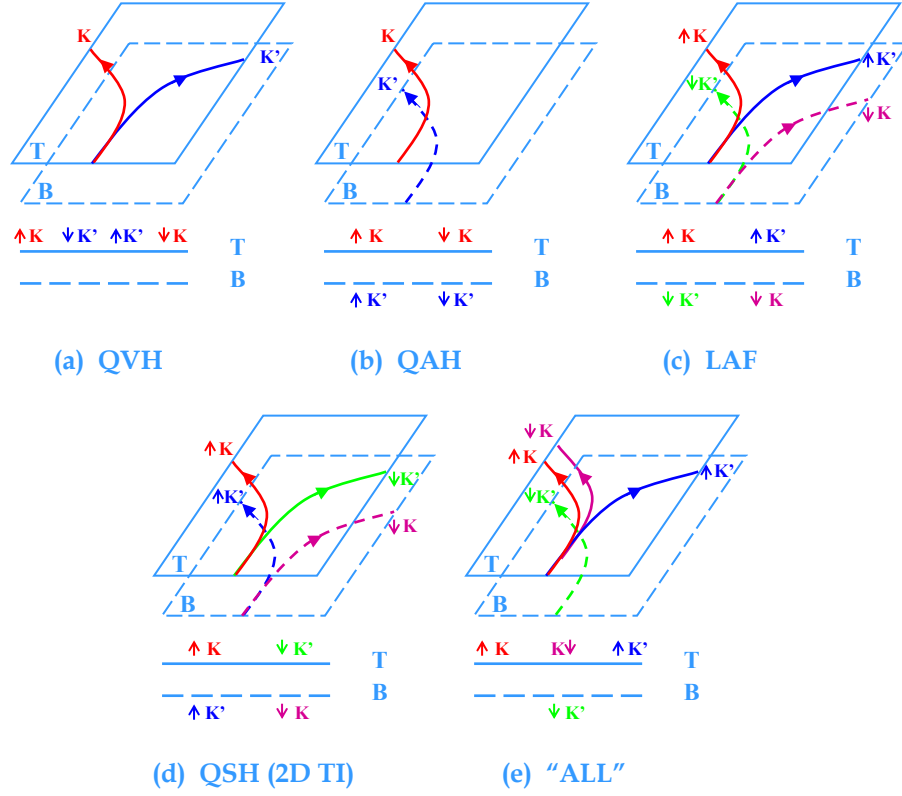 K
K'
T
B
↑K ↓K' ↑K' ↓K
T
B
(a) QVH
K
K'
T
B
↑K ↓K
T
B
↑K' ↓K'
(b) QAH
↑K
↓K'
↑K'
↓K
T
B
↑K ↑K'
T
B
↓K' ↓K
(c) LAF
↑K
↑K'
↓K'
↓K
T
B
↑K ↓K'
T
B
↑K' ↓K
(d) QSH (2D TI)
↓K
↑K
↓K'
↑K'
T
B
↑K K↓ ↑K'
T
B
↓K'
(e) “ALL”